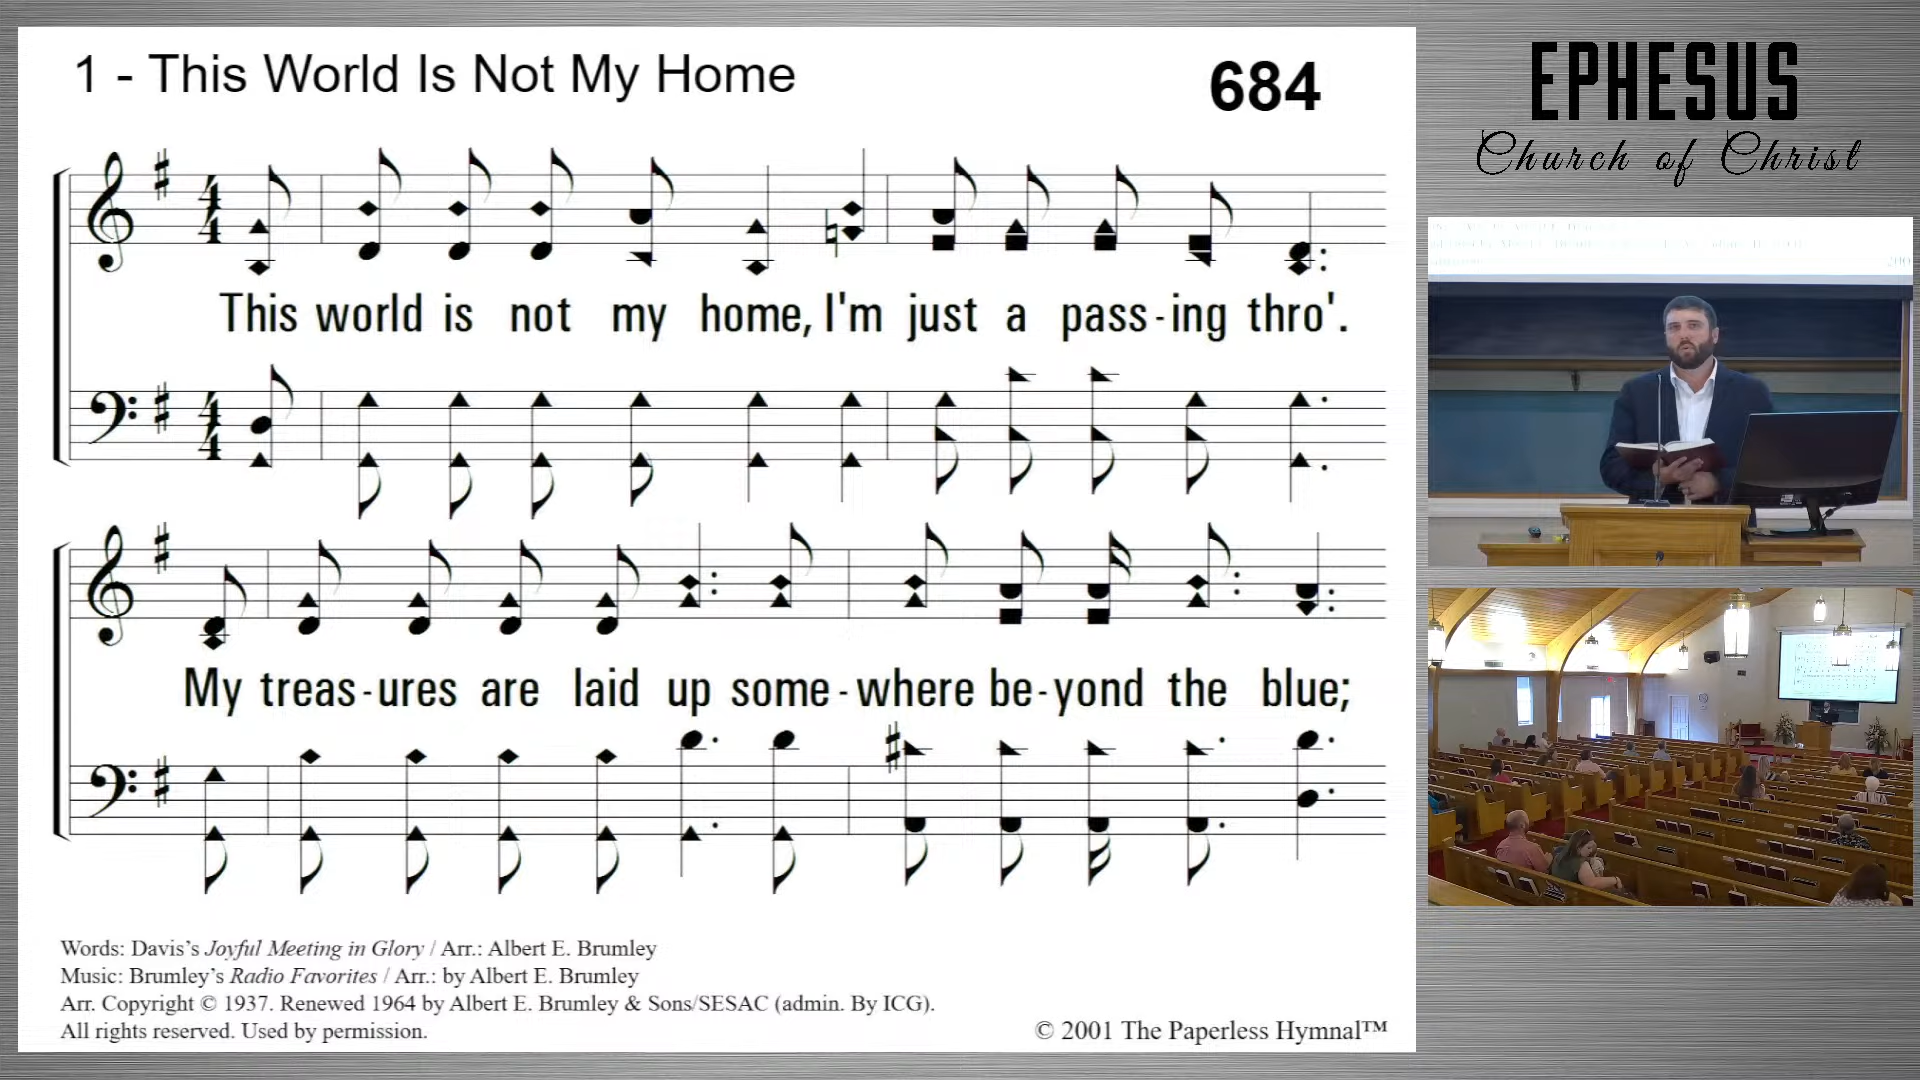 1 - This World Is Not My Home
684
This world is not my home, I'm just a pass-ing thro'.
My treas-ures are laid up some-where be-yond the blue;
Words: Davis's Joyful Meeting in Glory / Arr.: Albert E. Brumley
Music: Brumley's Radio Favorites / Arr.: by Albert E. Brumley
Arr. Copyright © 1937. Renewed 1964 by Albert E. Brumley & Sons/SESAC (admin. By ICG).
All rights reserved. Used by permission.
© 2001 The Paperless Hymnal™
EPHESUS
Church of Christ